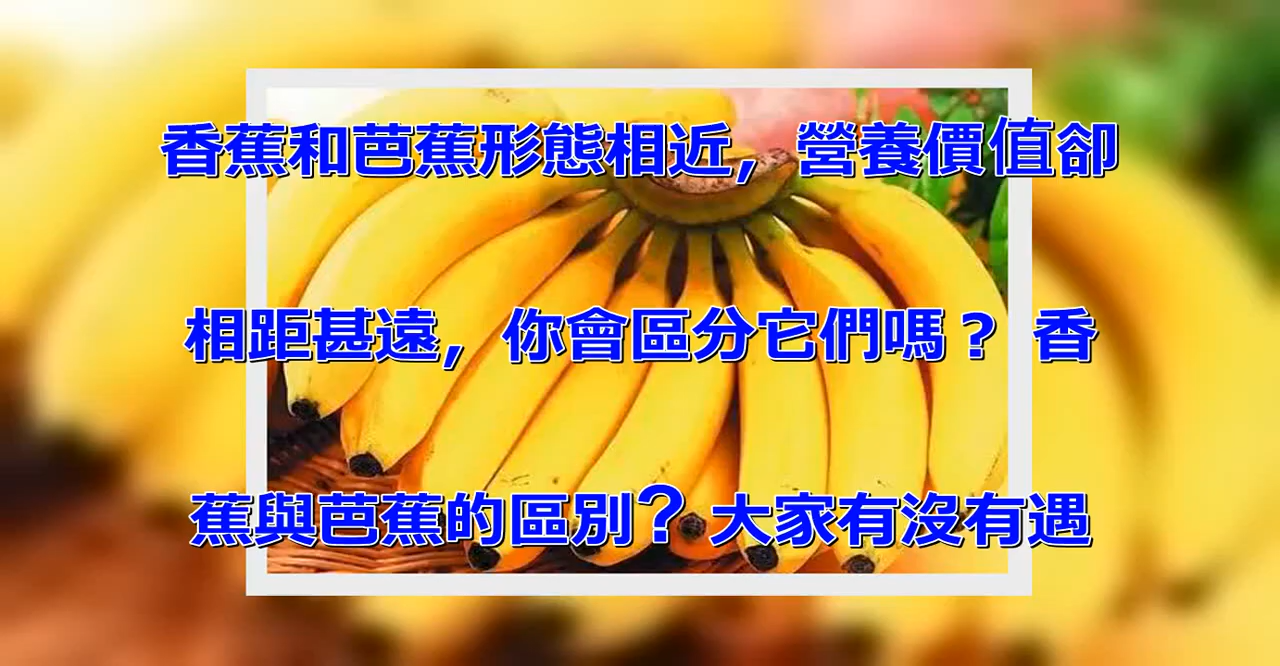 香蕉和芭蕉形態相近，營養價值卻
相距甚遠，你會區分它們嗎？ 香
蕉與芭蕉的區別？大家有沒有遇